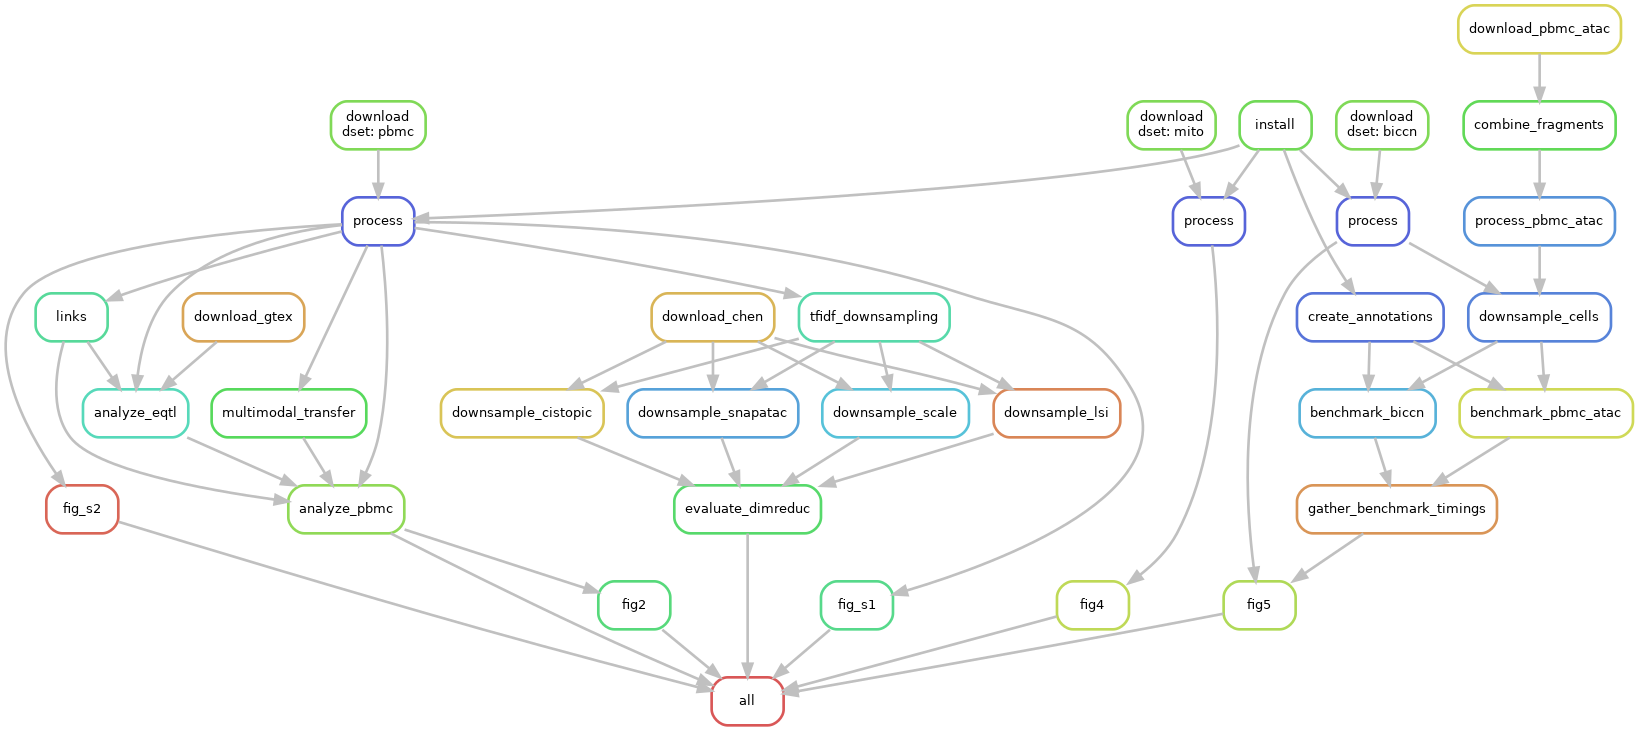 download_pbmc_atac
download
dset: pbmc
download
dset: mito
install
download
dset: biccn
combine_fragments
process
process
process
process_pbmc_atac
links
download_gtex
download_chen
tfidf_downsampling
create_annotations
downsample_cells
analyze_eqtl
multimodal_transfer
downsample_cistopic
downsample_snapatac
downsample_scale
downsample_lsi
benchmark_biccn
benchmark_pbmc_atac
fig_s2
analyze_pbmc
evaluate_dimreduc
gather_benchmark_timings
fig2
fig_s1
fig4
fig5
all